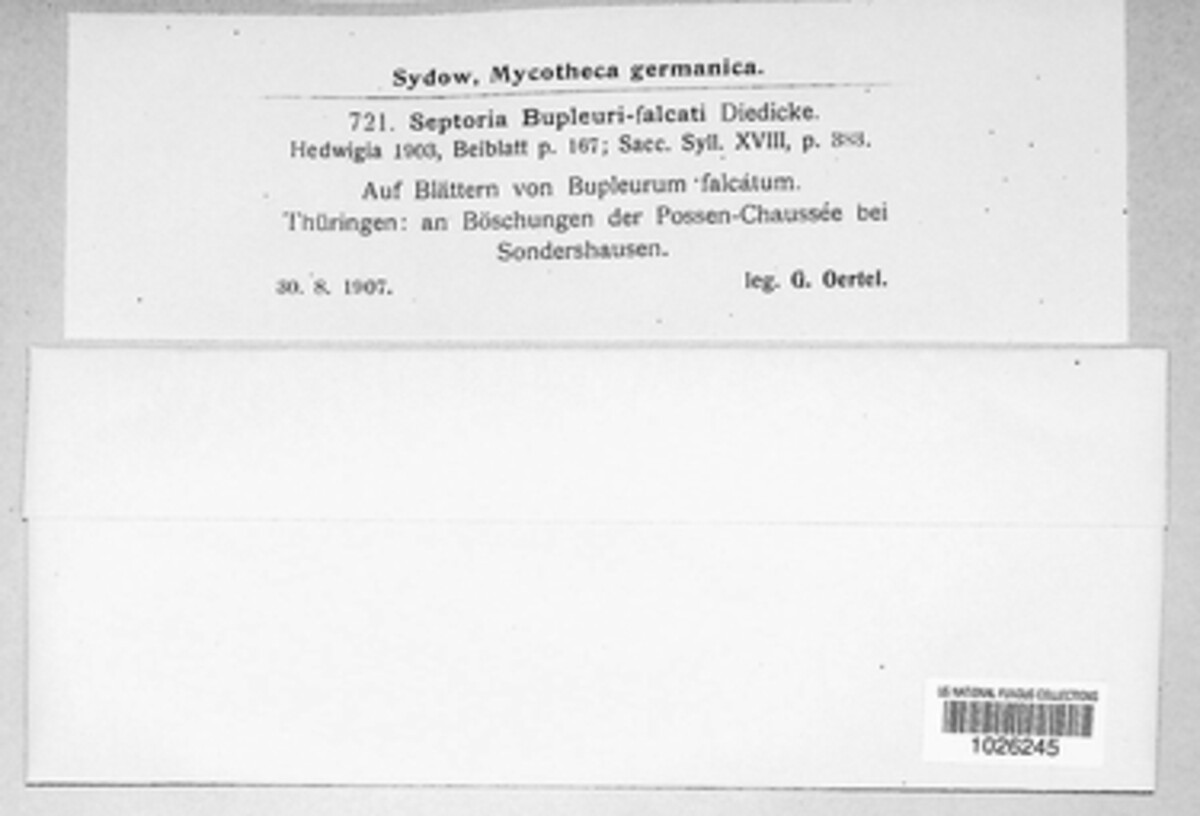 Sydow, Mycotheca germanica.
721. Septoria Bupleuri-falcati Diedicke.
Hedwigia 1903, Beiblatt p. 167; Sacc. Syll. XVIII, p. 383.
Auf Blättern von Bupleurum falcatum.
Thüringen: an Böschungen der Possen-Chaussée bei
Sondershausen.
30. 8. 1907. leg. G. Oertel.
US NATIONAL FUNGUS COLLECTIONS
1026245